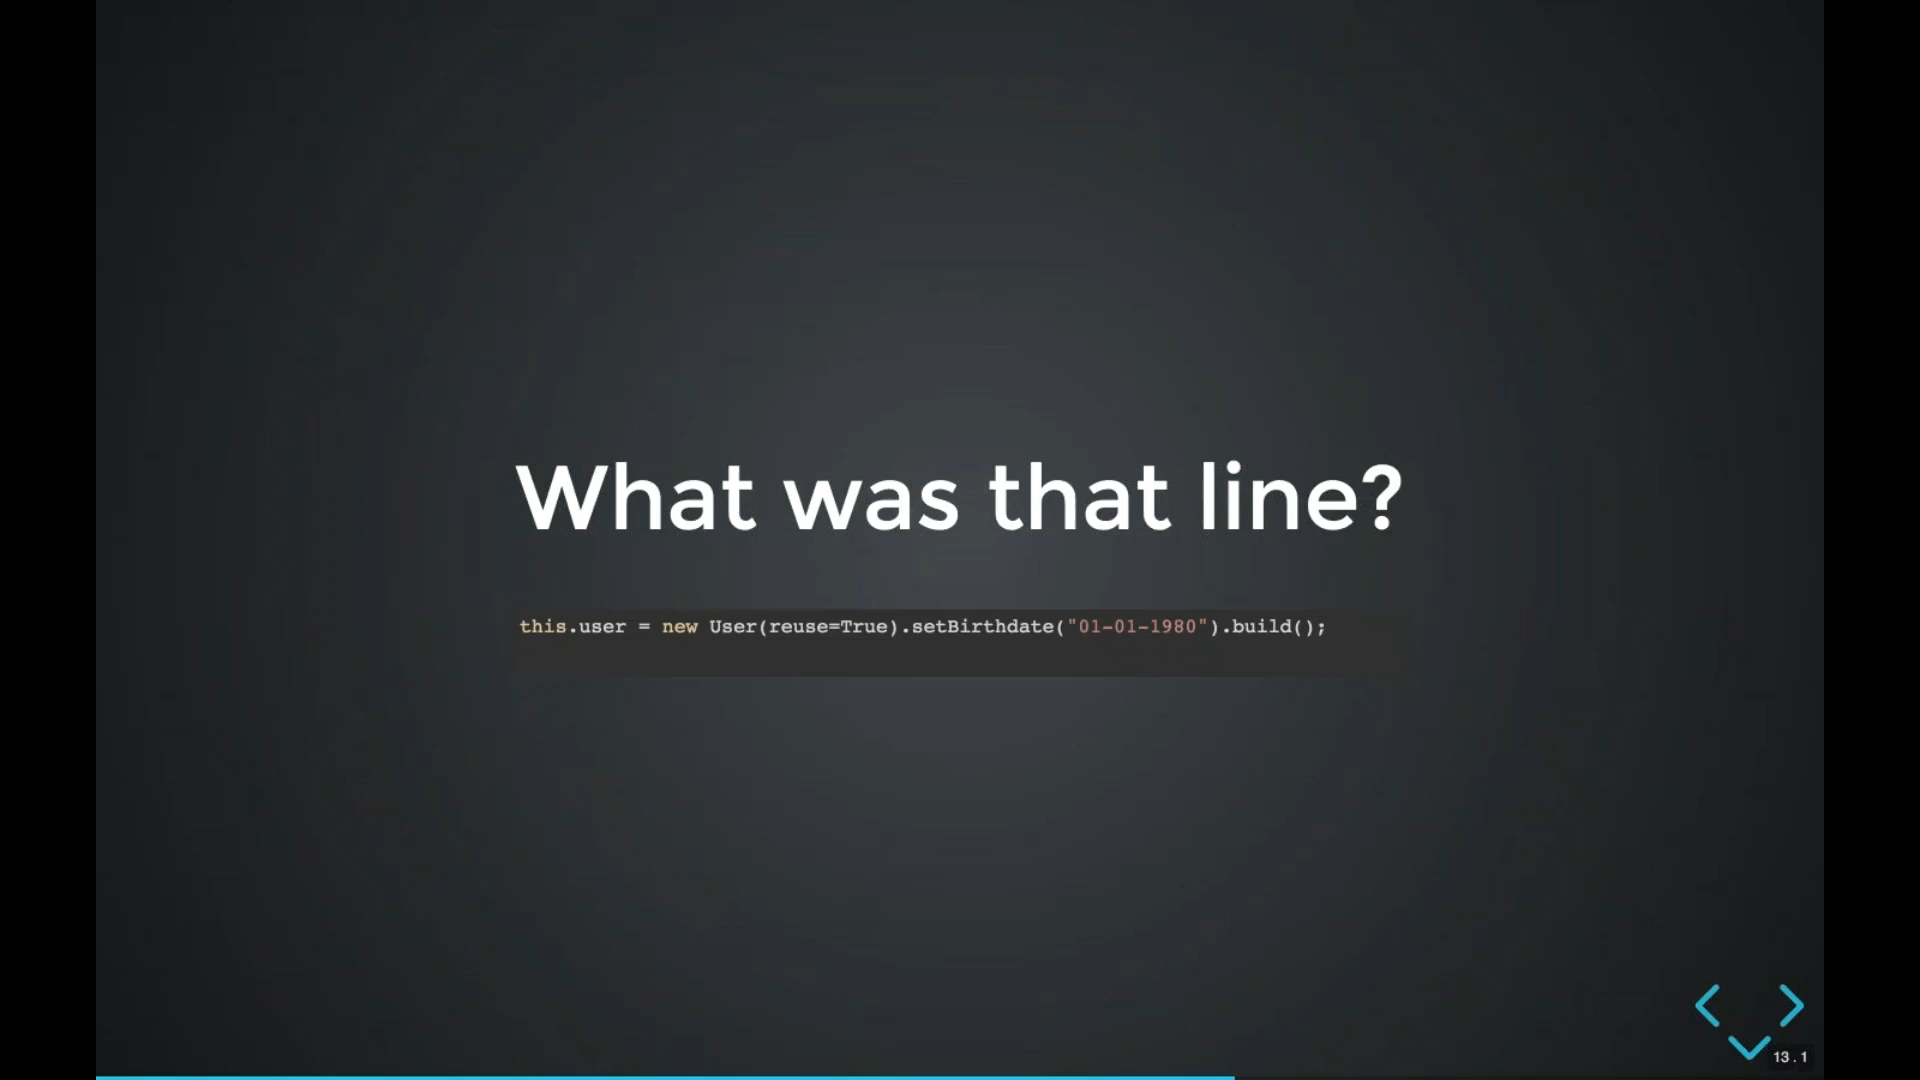 What was that line?
this.user = new User(reuse=True).setBirthdate("01-01-1980").build();
13.1